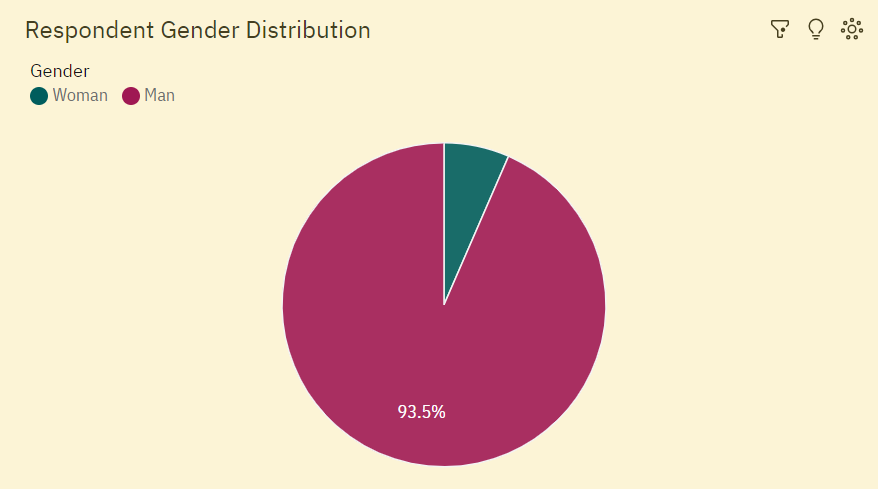 Respondent Gender Distribution
Gender
Woman Man
93.5%